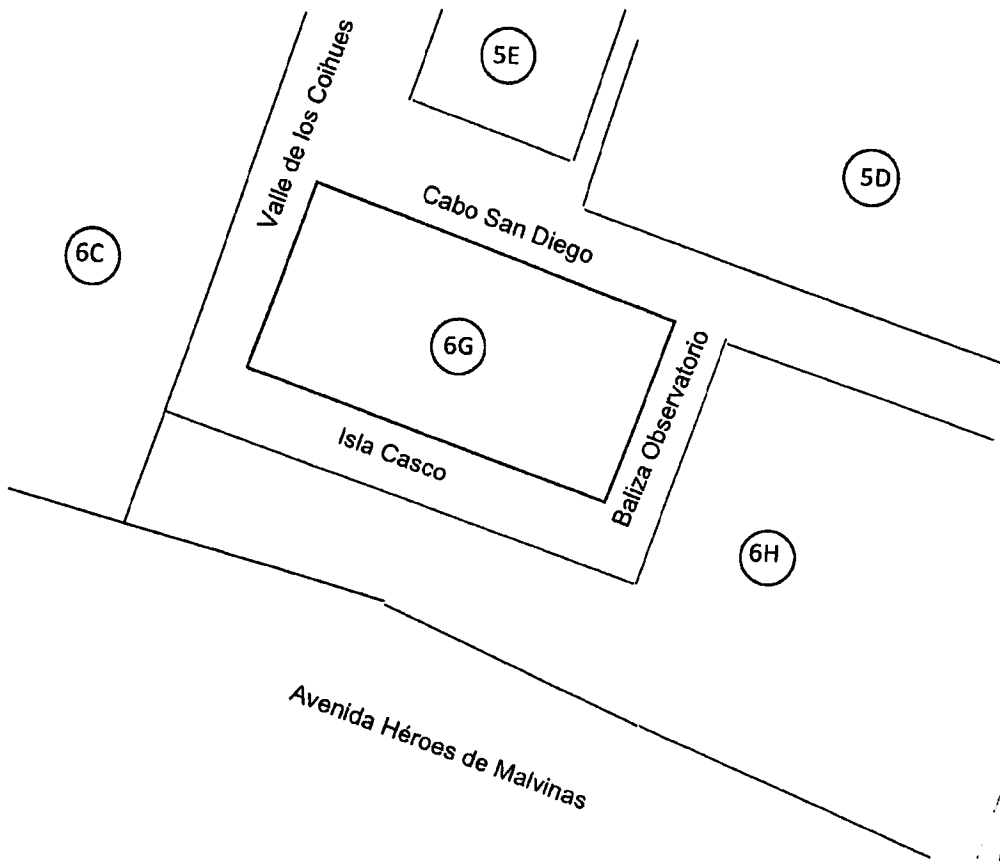 5E
Valle de los Coihues
5D
Cabo San Diego
6C
6G
Baliza Observatorio
Isla Casco
6H
Avenida Héroes de Malvinas